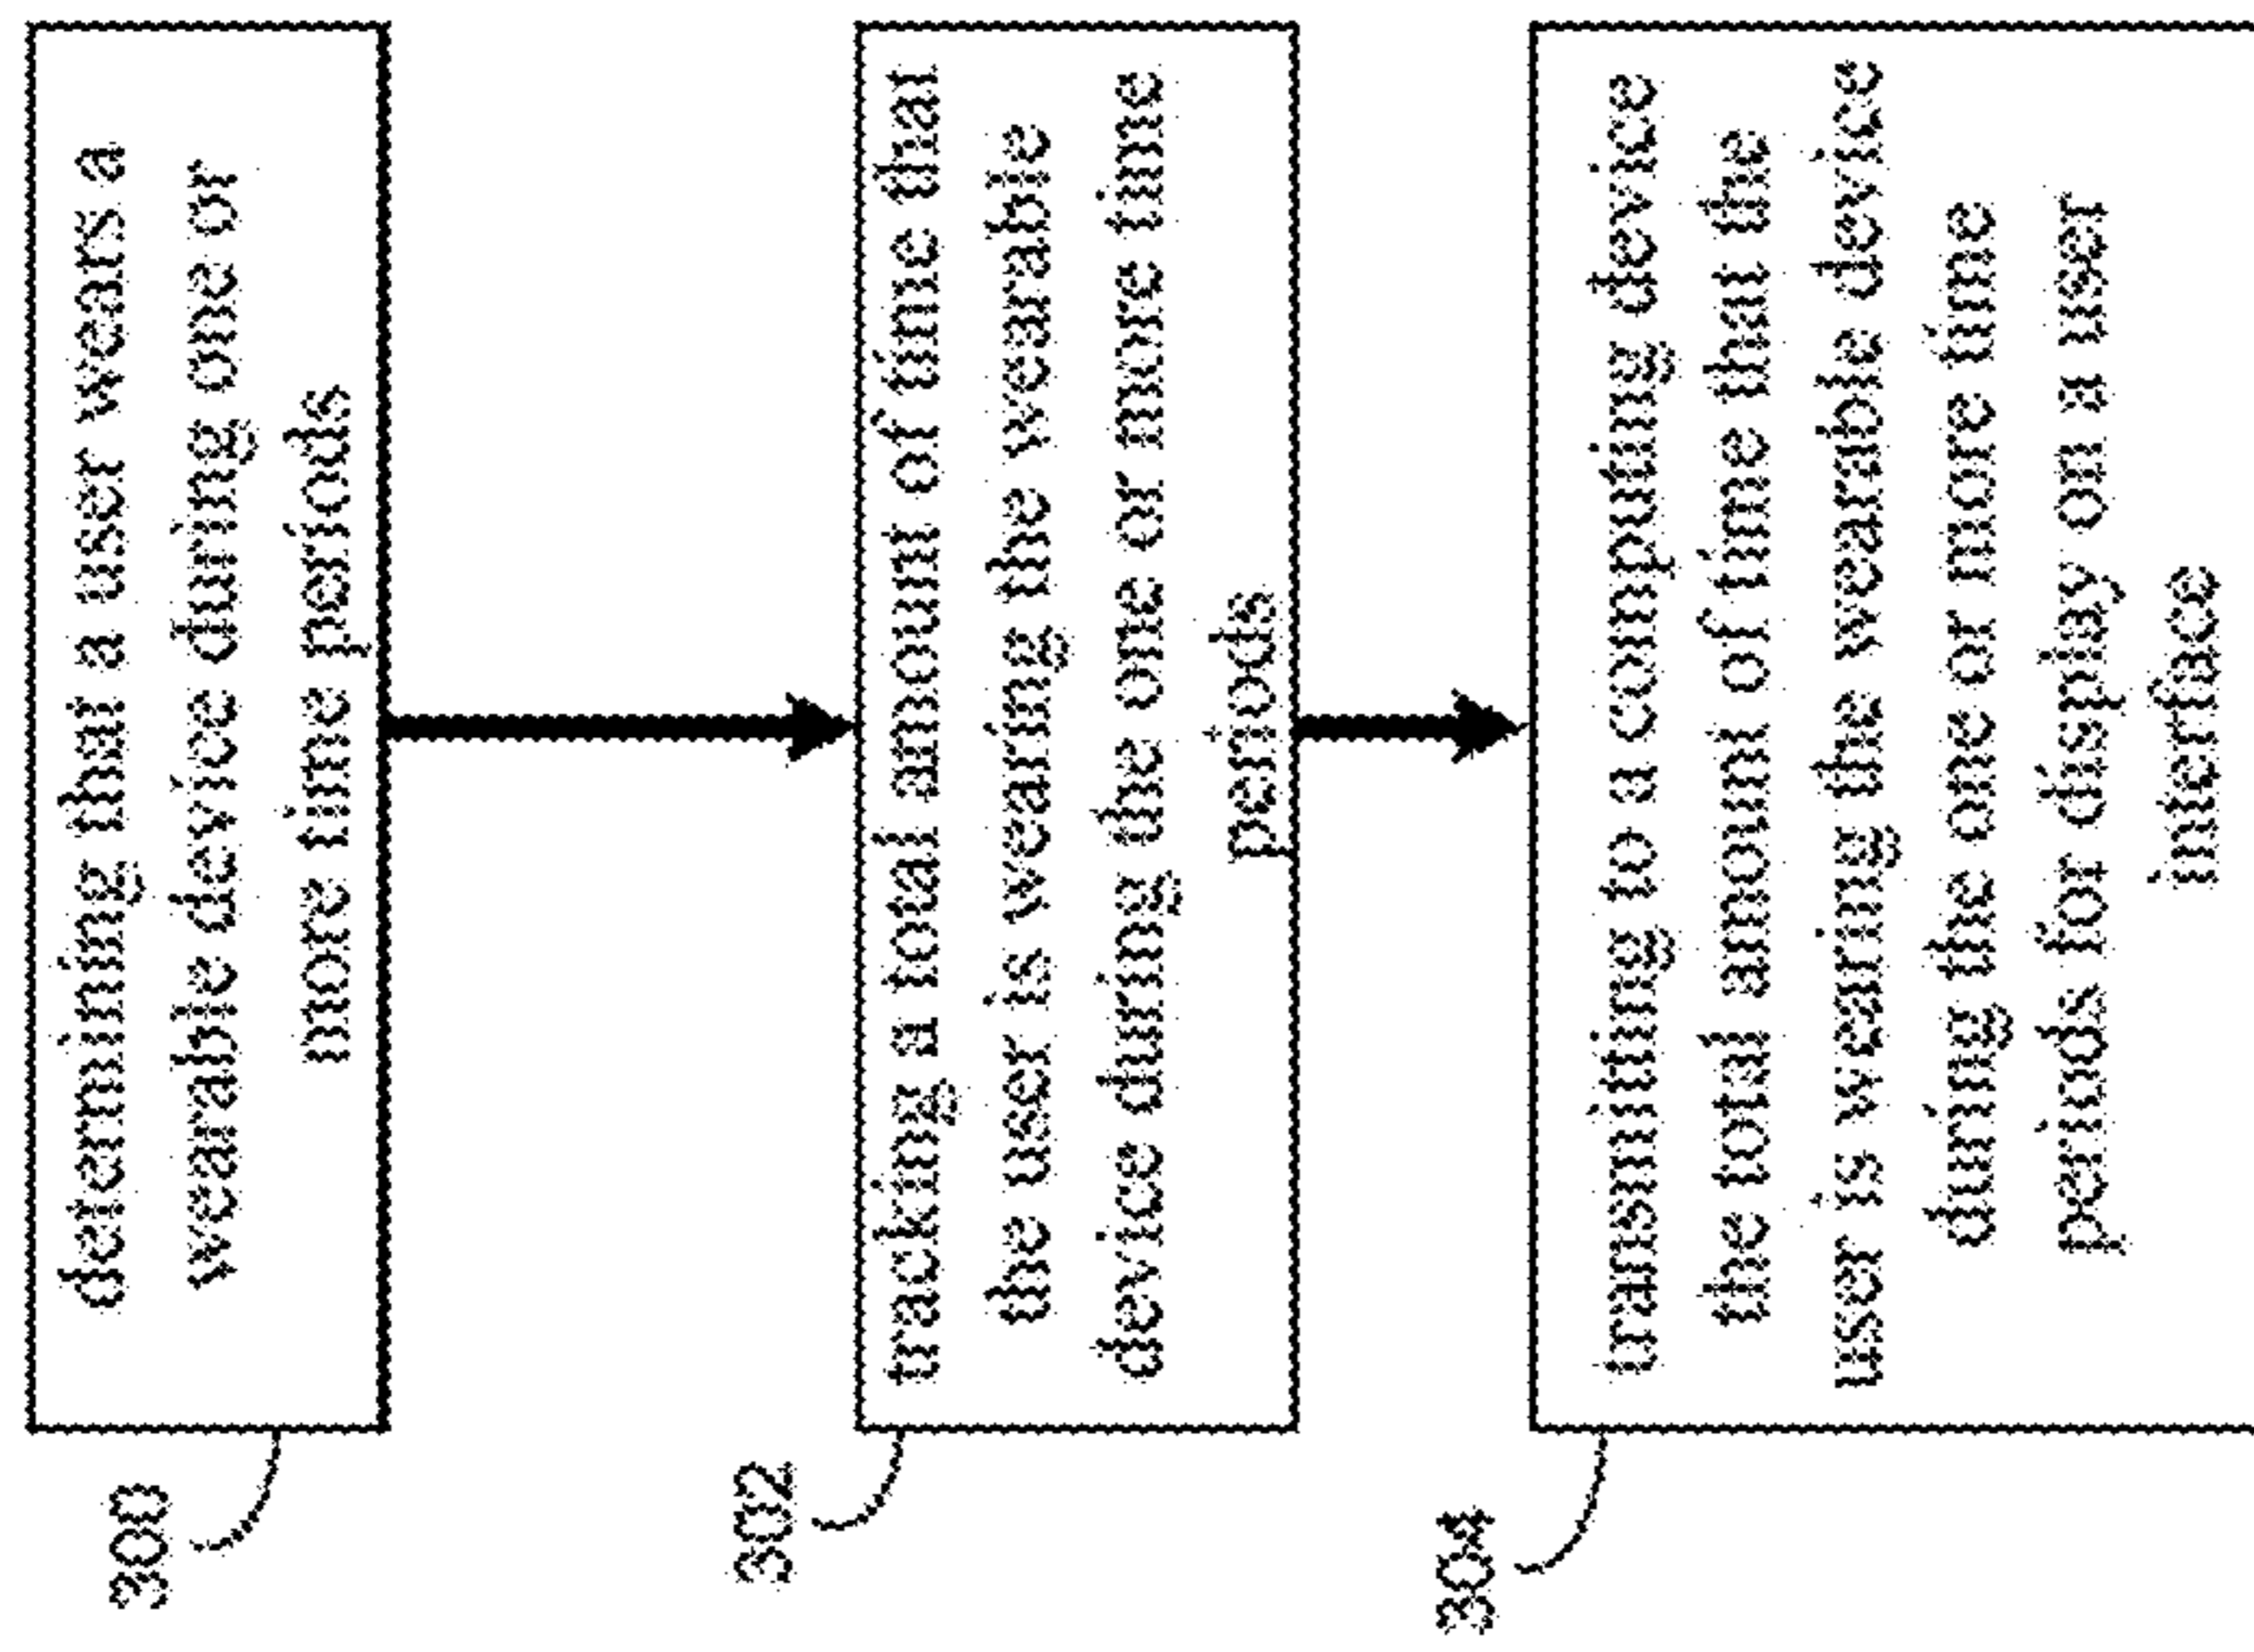 300
determining that a user wears a
wearable device during one or
more time periods
302
tracking a total amount of time that
the user is wearing the wearable
device during the one or more time
periods
304
transmitting to a computing device
the total amount of time that the
user is wearing the wearable device
during the one or more time
periods for display on a user
interface